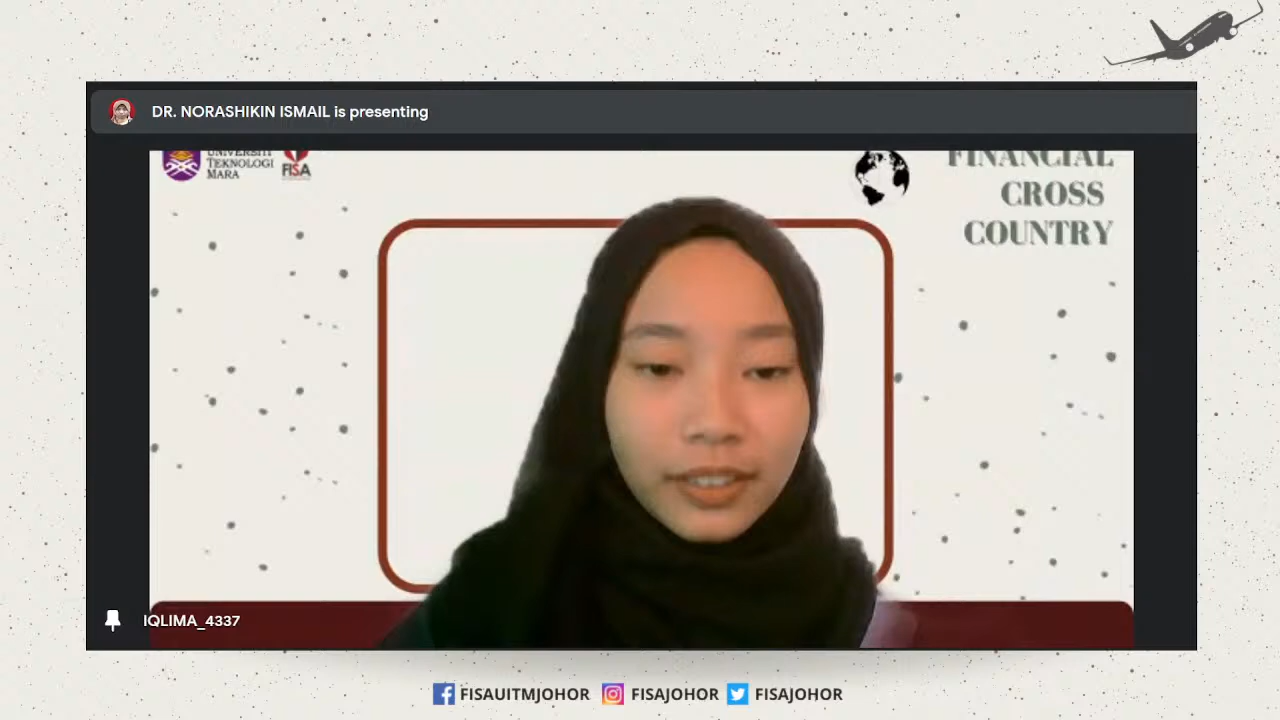 DR. NORASHIKIN ISMAIL is presenting
UNIVERSITI
TEKNOLOGI
MARA
FISA
FINANCIAL
CROSS
COUNTRY
IQLIMA_4337
FISAUITMJOHOR FISAJOHOR FISAJOHOR